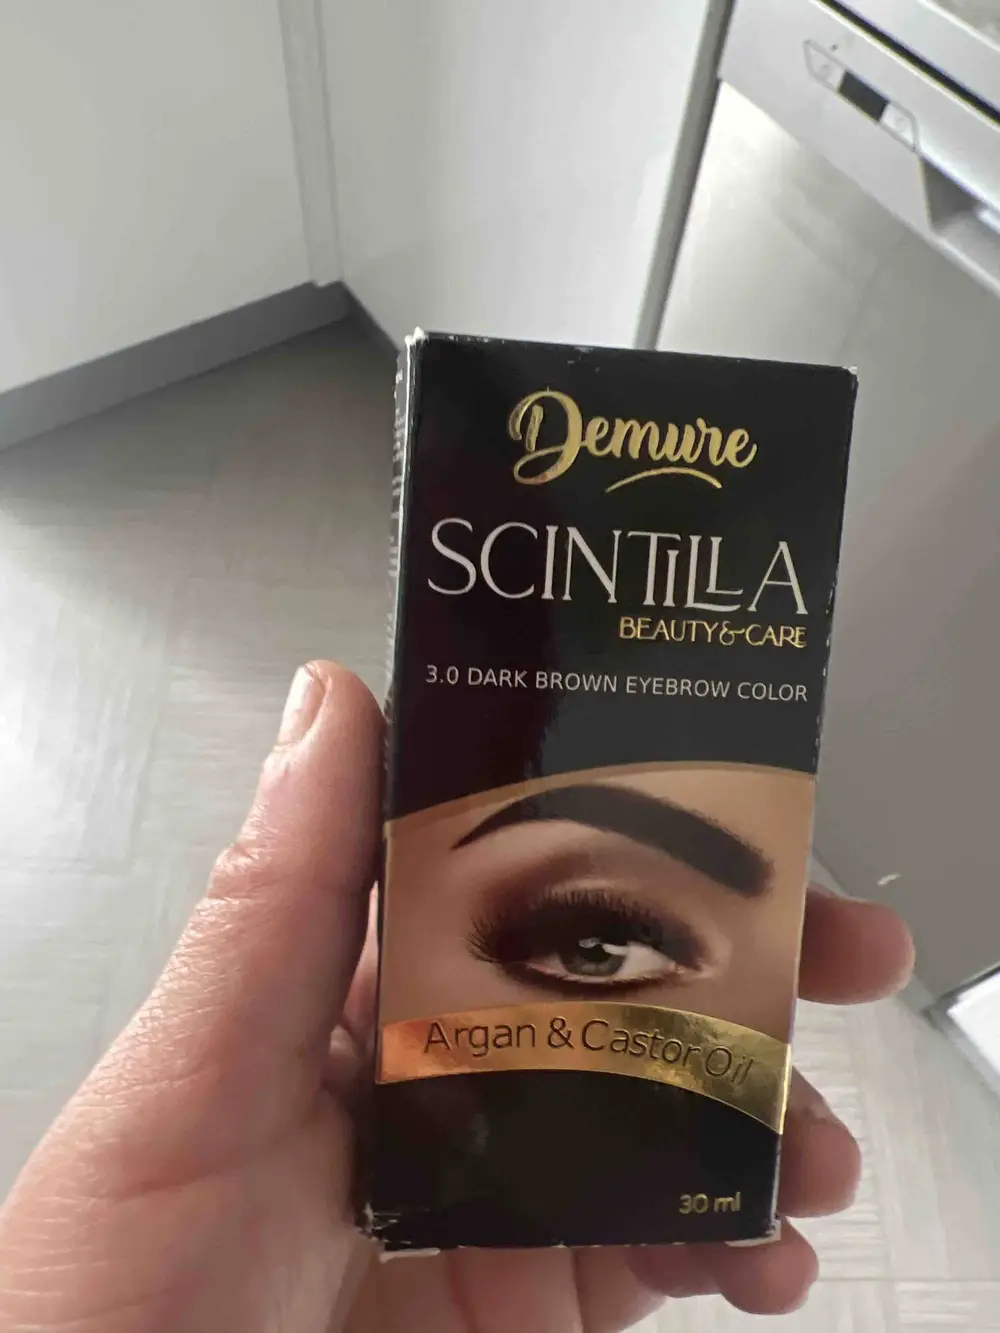 Demure
SCINTILLA
BEAUTY & CARE
3.0 DARK BROWN EYEBROW COLOR
Argan & Castor Oil
30 ml